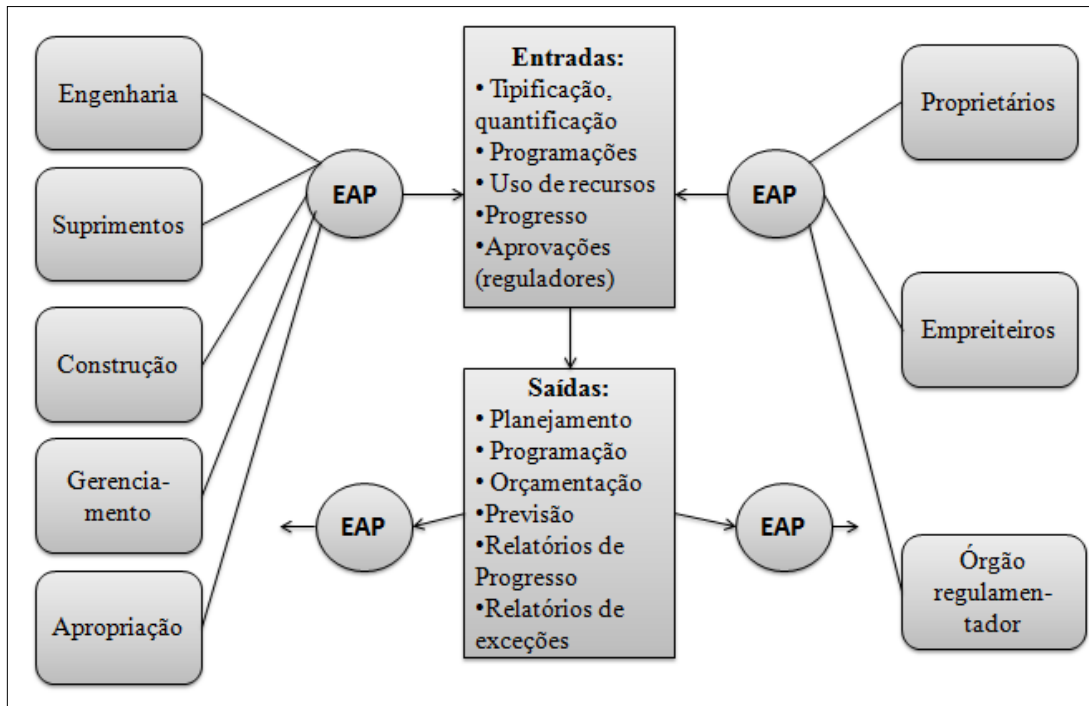 Engenharia
Suprimentos
Construção
Gerencia-
mento
Apropriação
EAP
Entradas:
• Tipificação,
quantificação
•Programações
• Uso de recursos
•Progresso
•Aprovações
(reguladores)
EAP
Proprietários
Empreiteiros
Órgão
regulamen-
tador
Saídas:
• Planejamento
• Programação
• Orçamentação
•Previsão
•Relatórios de
Progresso
•Relatórios de
exceções
EAP
EAP